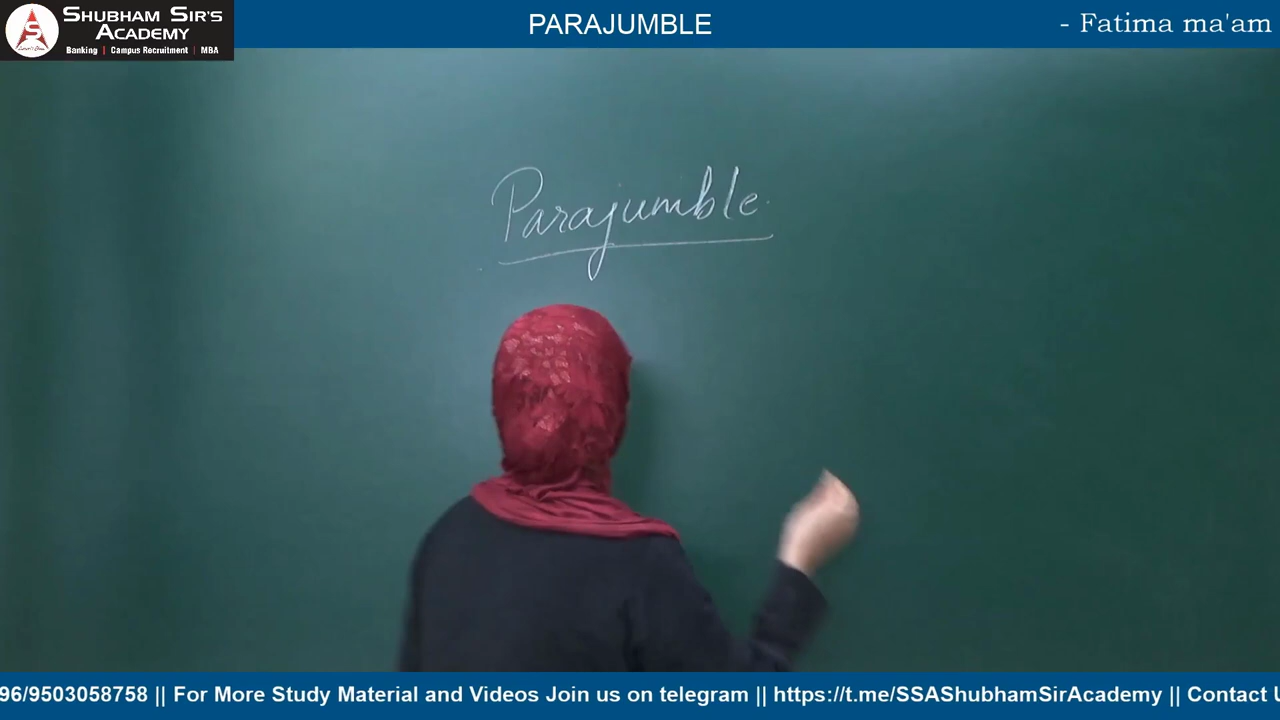 SHUBHAM SIR'S
ACADEMY
Banking | Campus Recruitment | MBA
PARAJUMBLE
- Fatima ma'am
Parajumble
96/9503058758 || For More Study Material and Videos Join us on telegram || https://t.me/SSAShubhamSirAcademy || Contact U